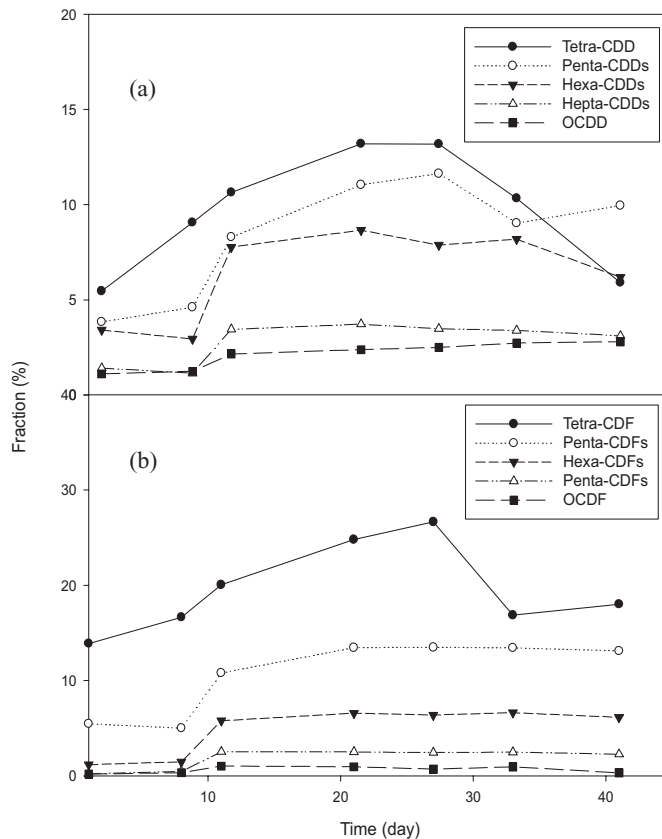 20
15
10
5
0
(a)
Tetra-CDD
Penta-CDDs
Hexa-CDDs
Hepta-CDDs
OCDD
Fraction (%)
40
30
20
10
0
(b)
Tetra-CDF
Penta-CDFs
Hexa-CDFs
Penta-CDFs
OCDF
10 20 30 40
Time (day)